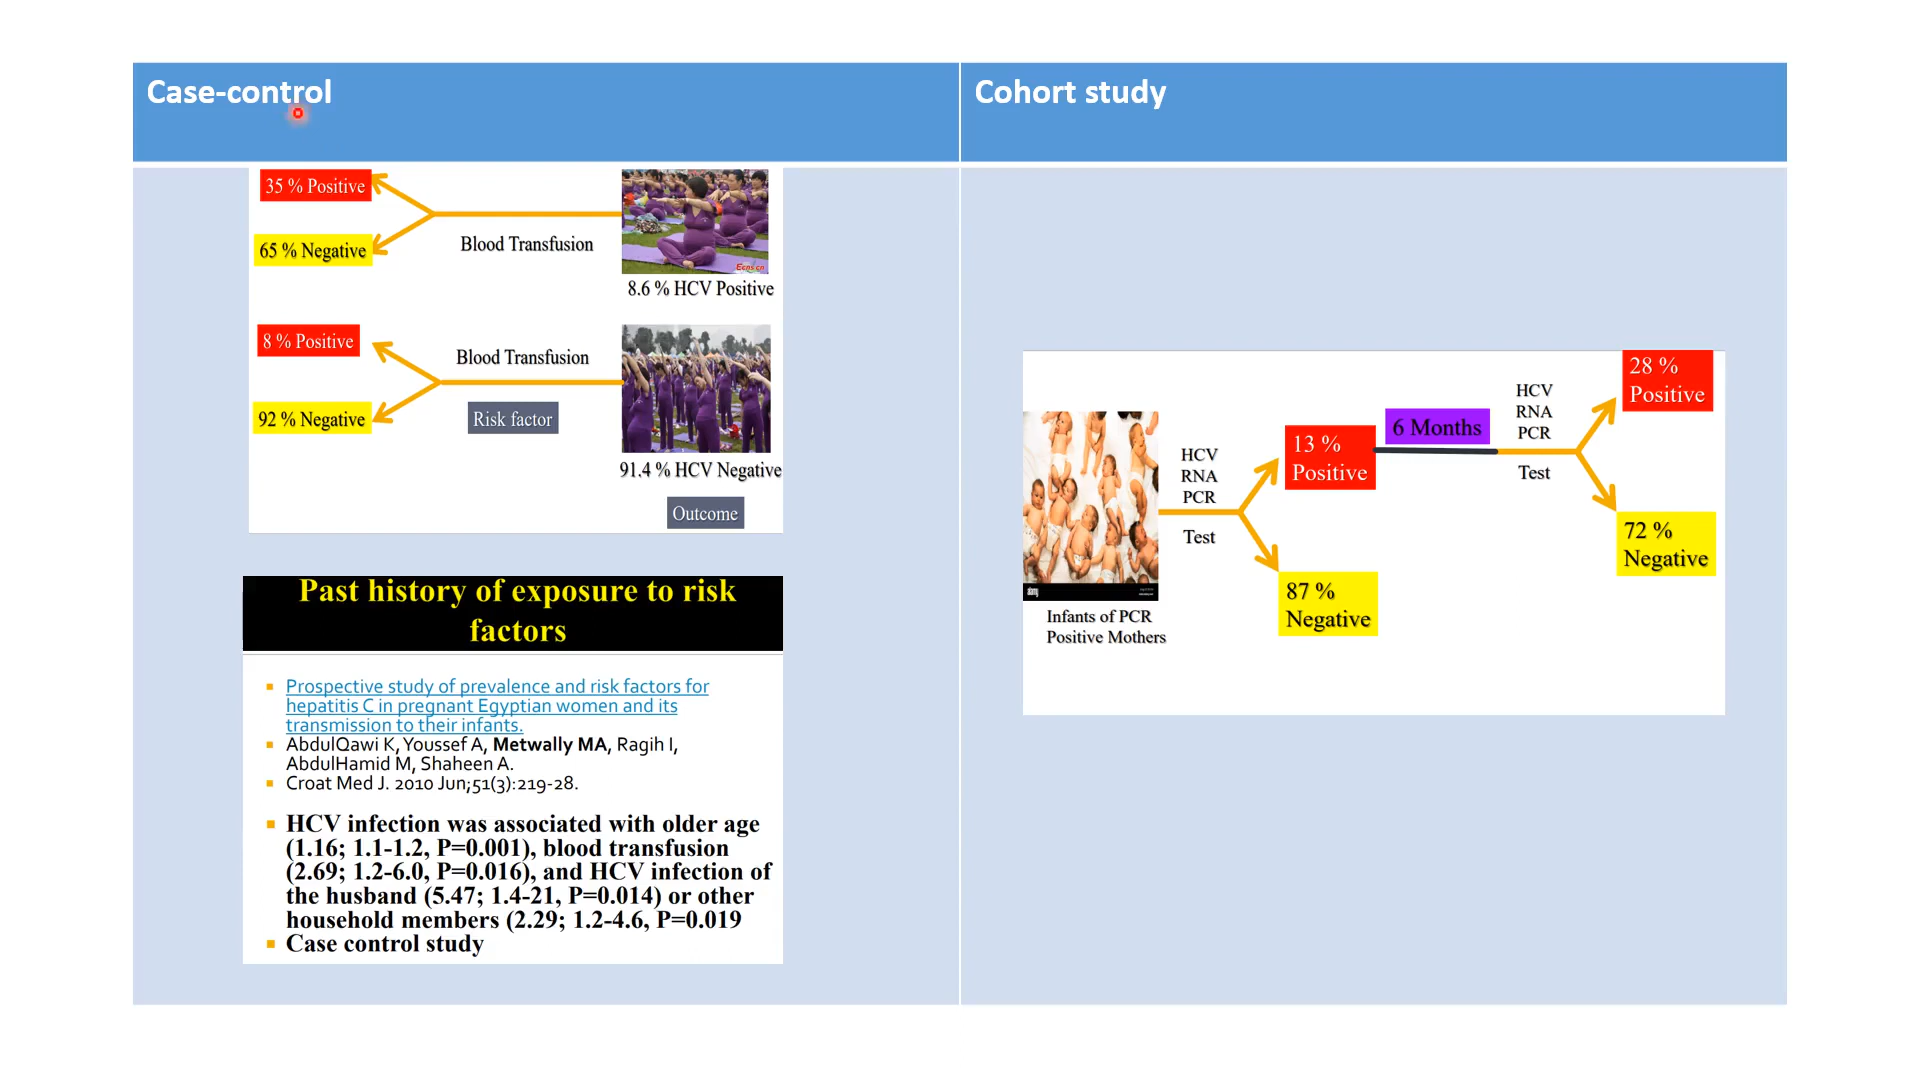 Case-control
Cohort study
35 % Positive
65 % Negative
Blood Transfusion
Ecns.cn
8.6 % HCV Positive
8 % Positive
92 % Negative
Blood Transfusion
Risk factor
91.4 % HCV Negative
Outcome
Past history of exposure to risk
factors
Prospective study of prevalence and risk factors for
hepatitis C in pregnant Egyptian women and its
transmission to their infants.
AbdulQawi K, Youssef A, Metwally MA, Ragih I,
AbdulHamid M, Shaheen A.
Croat Med J. 2010 Jun;51(3):219-28.
HCV infection was associated with older age
(1.16; 1.1-1.2, P=0.001), blood transfusion
(2.69; 1.2-6.0, P=0.016), and HCV infection of
the husband (5.47; 1.4-21, P=0.014) or other
household members (2.29; 1.2-4.6, P=0.019
Case control study
Infants of PCR
Positive Mothers
HCV
RNA
PCR
Test
13 %
Positive
87 %
Negative
6 Months
HCV
RNA
PCR
Test
28 %
Positive
72 %
Negative